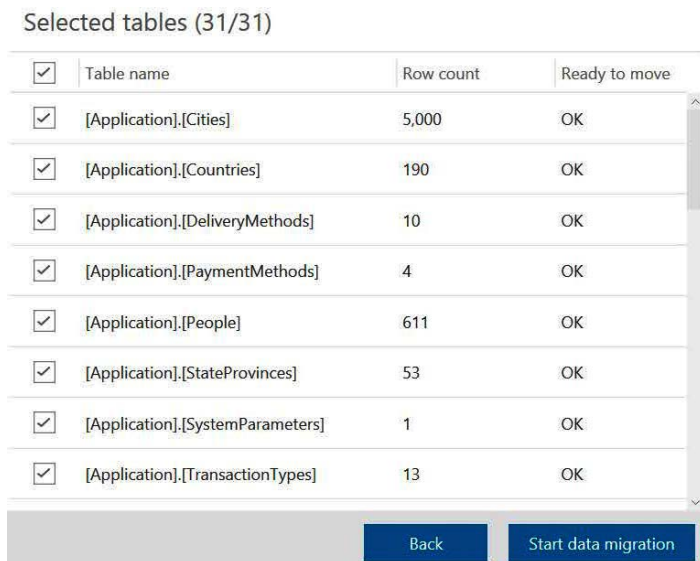 Selected tables (31/31)
Table name Row count Ready to move
[Application].[Cities] 5,000 OK
[Application].[Countries] 190 OK
[Application].[DeliveryMethods] 10 OK
[Application].[PaymentMethods] 4 OK
[Application].[People] 611 OK
[Application].[StateProvinces] 53 OK
[Application].[SystemParameters] 1 OK
[Application].[TransactionTypes] 13 OK
Back Start data migration